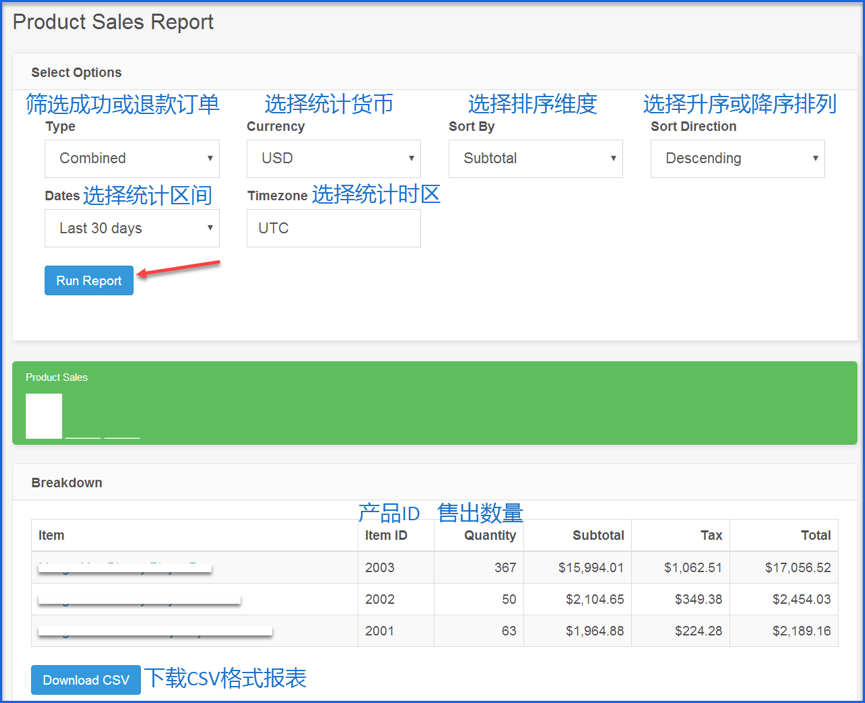 Product Sales Report
Select Options
筛选成功或退款订单 选择统计货币 选择排序维度 选择升序或降序排列
Type Currency Sort By Sort Direction
Combined USD Subtotal Descending
Dates 选择统计区间 Timezone 选择统计时区
Last 30 days UTC
Run Report
Product Sales
Breakdown
产品ID 售出数量
Item Item ID Quantity Subtotal Tax Total
2003 367 $15,994.01 $1,062.51 $17,056.52
2002 50 $2,104.65 $349.38 $2,454.03
2001 63 $1,964.88 $224.28 $2,189.16
Download CSV 下载CSV格式报表